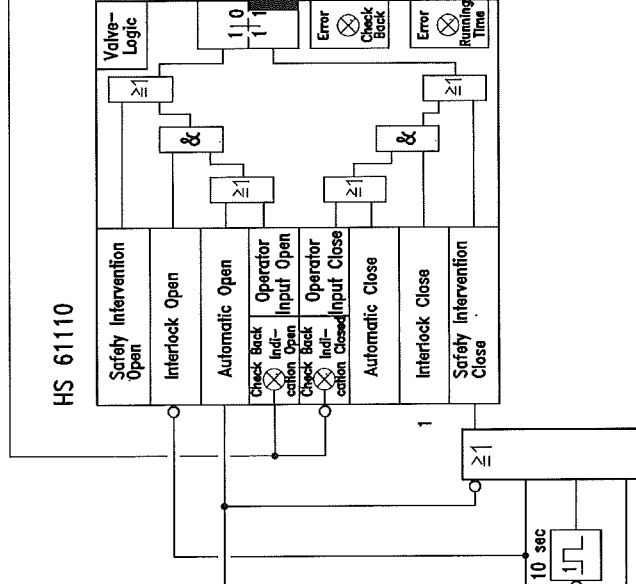 HS 61110
Valve-
Logic
1 0
1 1
Error
Check
Back
Error
Running
Time
≥1
≥1
&
&
≥1
≥1
Safety Intervention
Open
Interlock Open
Automatic Open
Operator
Input Open
Check Back
Indi-
cation Open
Operator
Input Close
Check Back
Indi-
cation Closed
Automatic Close
Interlock Close
Safety Intervention
Close
1
≥1
10 sec
1